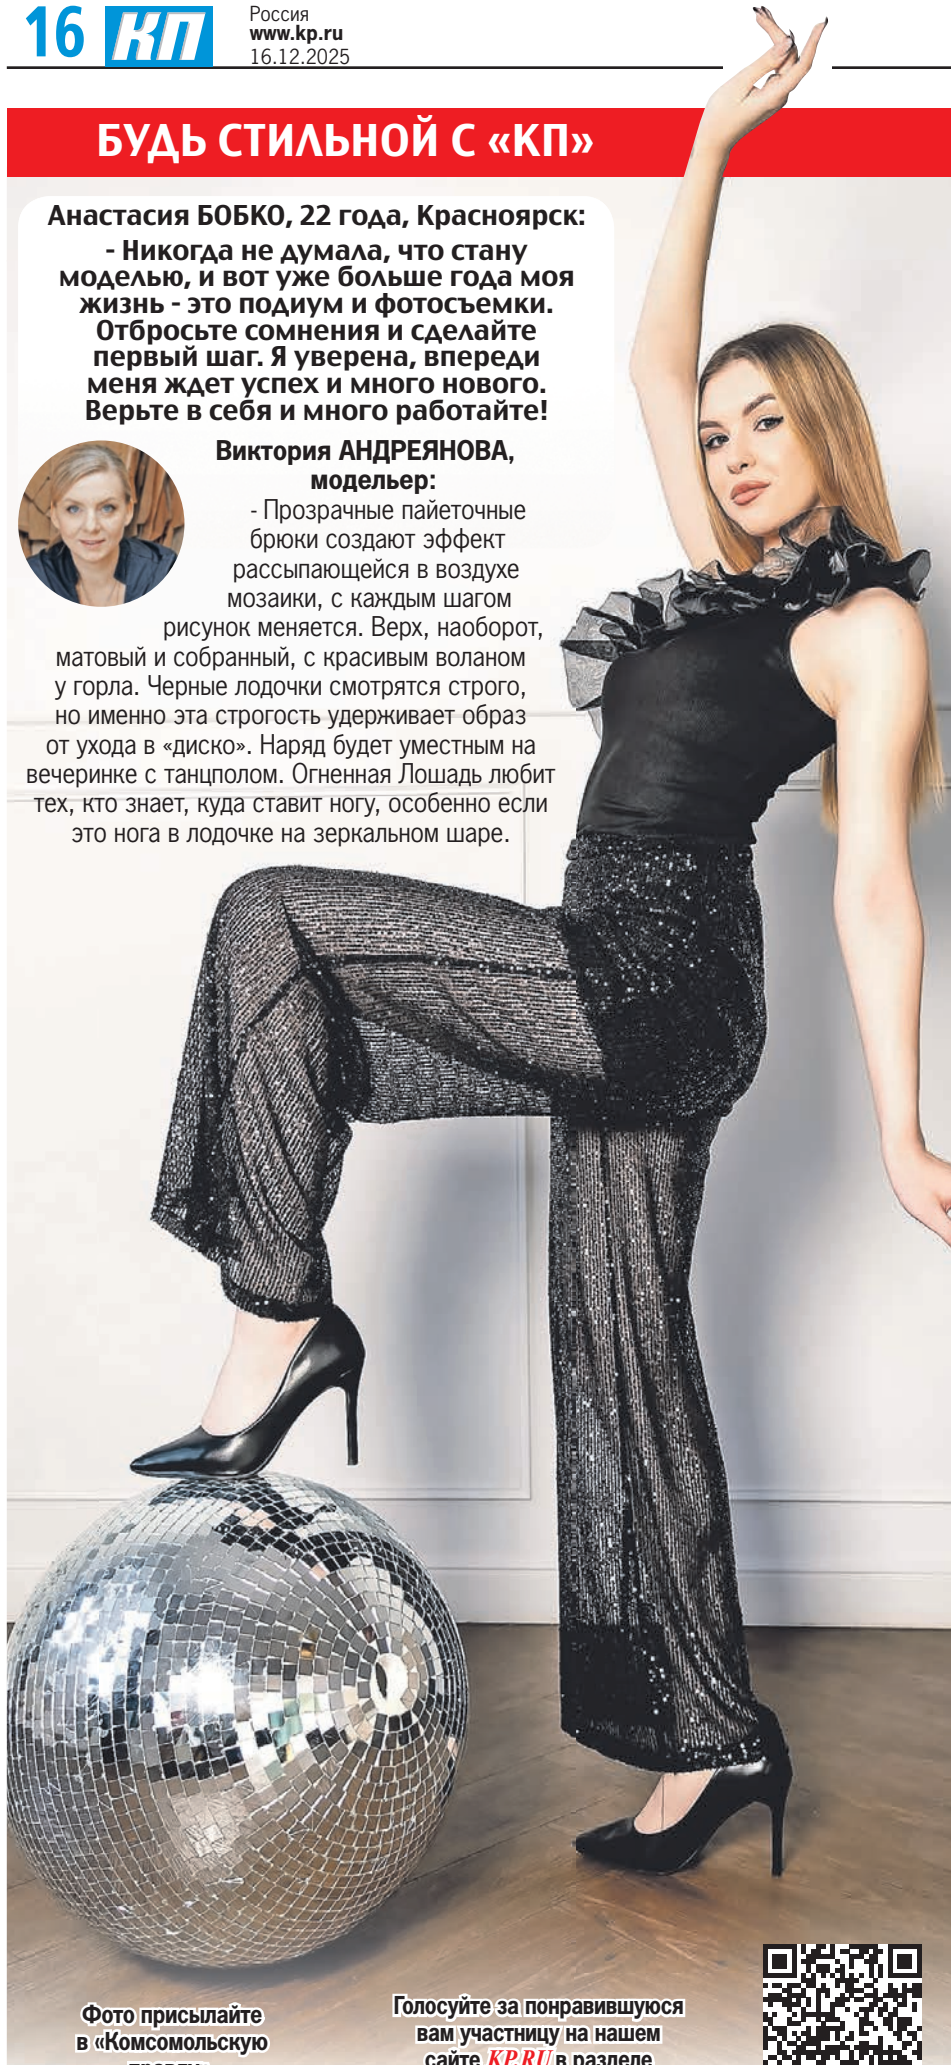 16
КП
Россия
www.kp.ru
16.12.2025
БУДЬ СТИЛЬНОЙ С «КП»
Анастасия БОБКО, 22 года, Красноярск:
- Никогда не думала, что стану
моделью, и вот уже больше года моя
жизнь - это подиум и фотосъемки.
Отбросьте сомнения и сделайте
первый шаг. Я уверена, впереди
меня ждет успех и много нового.
Верьте в себя и много работайте!
Виктория АНДРЕЯНОВА,
модельер:
- Прозрачные пайеточные
брюки создают эффект
рассыпающейся в воздухе
мозаики, с каждым шагом
рисунок меняется. Верх, наоборот,
матовый и собранный, с красивым воланом
у горла. Черные лодочки смотрятся строго,
но именно эта строгость удерживает образ
от ухода в «диско». Наряд будет уместным на
вечеринке с танцполом. Огненная Лошадь любит
тех, кто знает, куда ставит ногу, особенно если
это нога в лодочке на зеркальном шаре.
Фото присылайте
в «Комсомольскую
Голосуйте за понравившуюся
вам участницу на нашем
сайте KP.RU в разделе